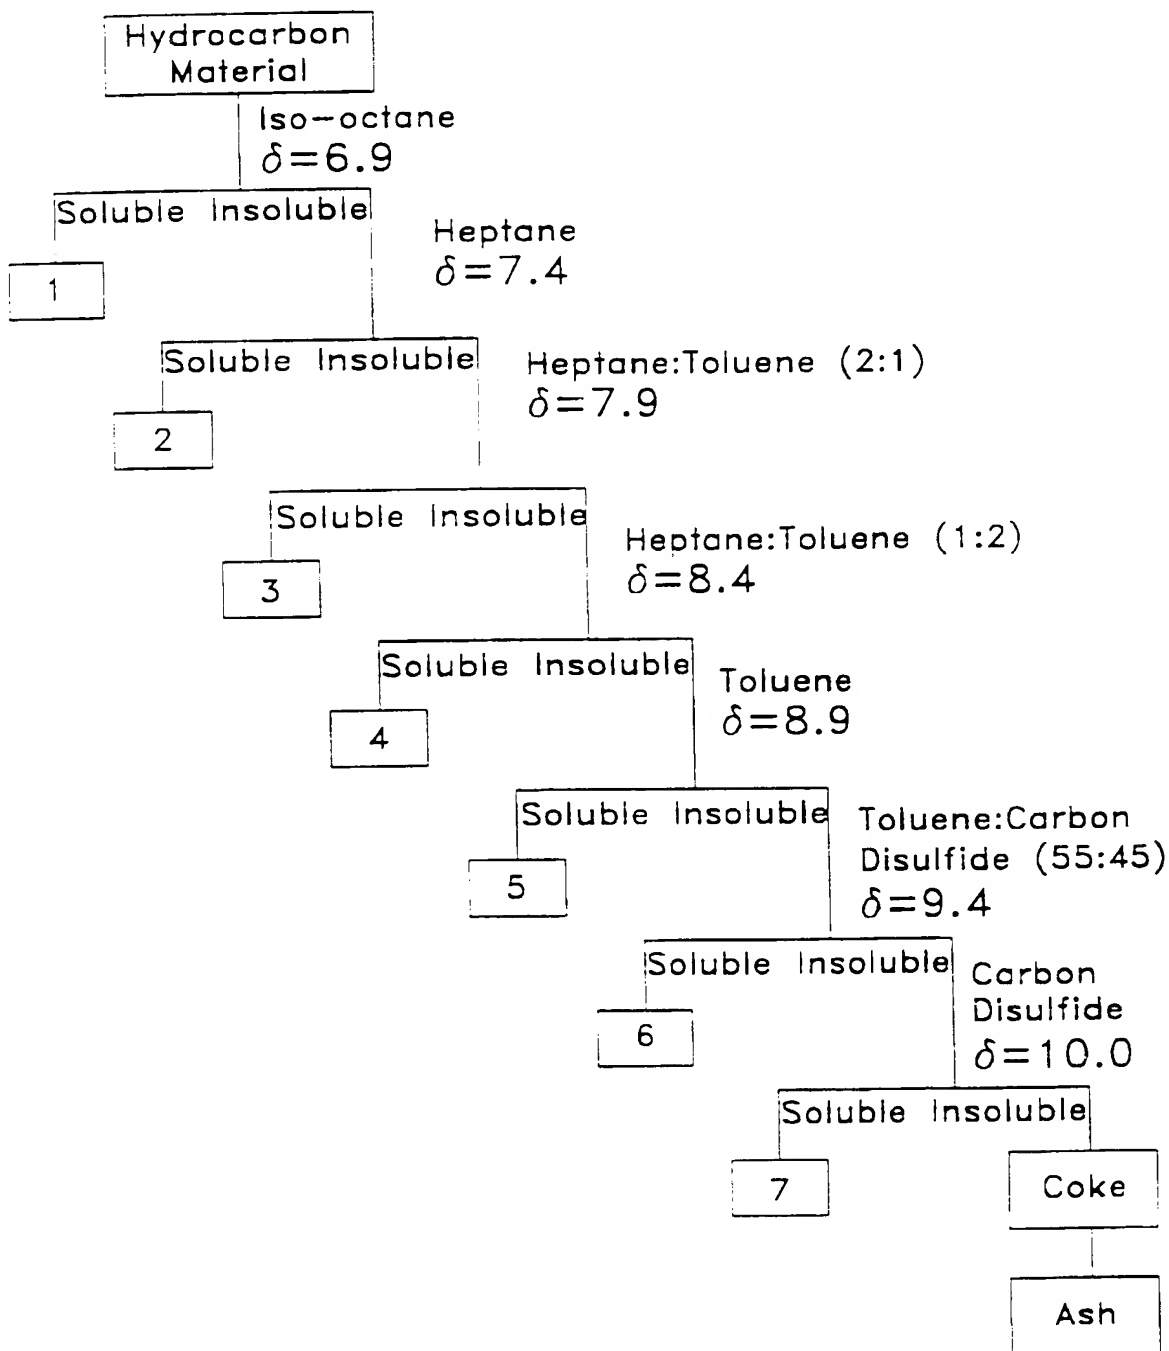 Hydrocarbon
Material
Iso-octane
δ=6.9
Soluble Insoluble
Heptane
δ=7.4
1
Soluble Insoluble
Heptane:Toluene (2:1)
δ=7.9
2
Soluble Insoluble
Heptane:Toluene (1:2)
δ=8.4
3
Soluble Insoluble
Toluene
δ=8.9
4
Soluble Insoluble
Toluene:Carbon
Disulfide (55:45)
δ=9.4
5
Soluble Insoluble
Carbon
Disulfide
δ=10.0
6
Soluble Insoluble
7
Coke
Ash